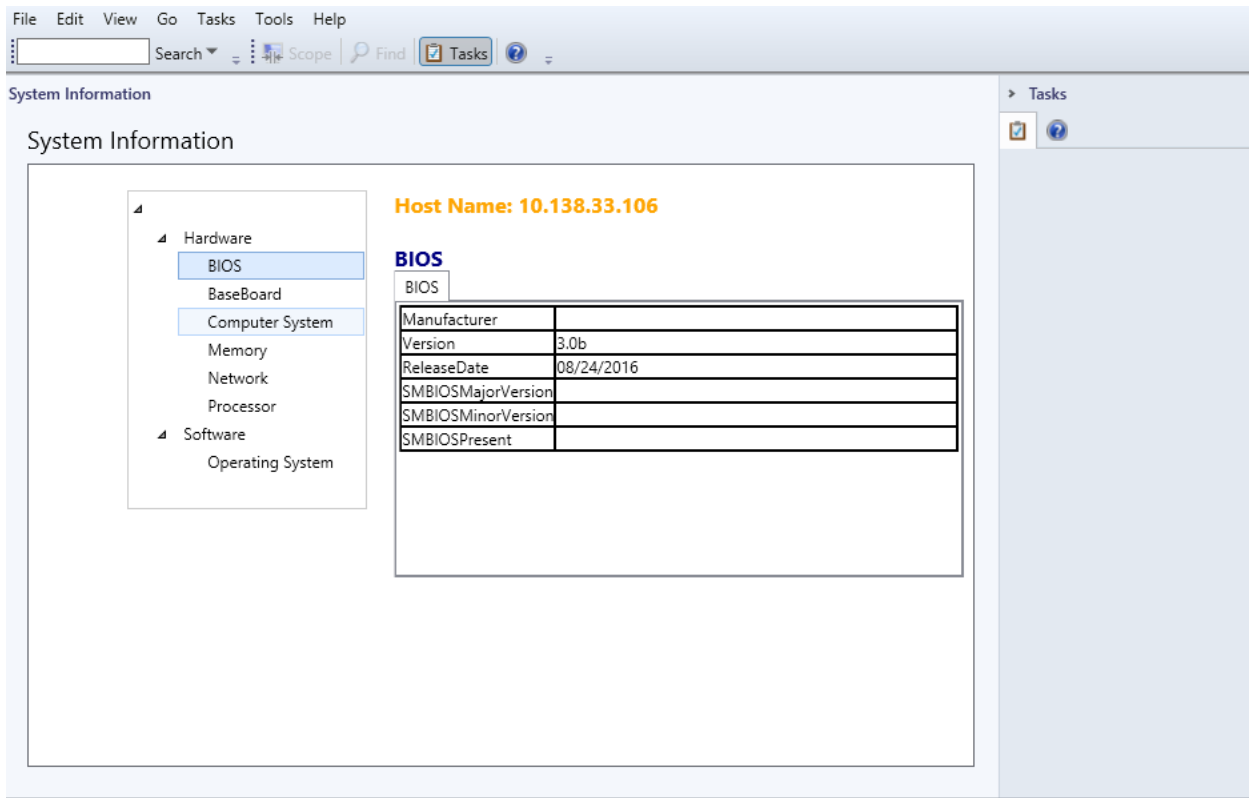 File Edit View Go Tasks Tools Help
Search Scope Find Tasks
System Information
Tasks
System Information
Host Name: 10.138.33.106
Hardware
BIOS
BaseBoard
Computer System
Memory
Network
Processor
Software
Operating System
BIOS
BIOS
Manufacturer
Version 3.0b
ReleaseDate 08/24/2016
SMBIOSMajorVersion
SMBIOSMinorVersion
SMBIOSPresent